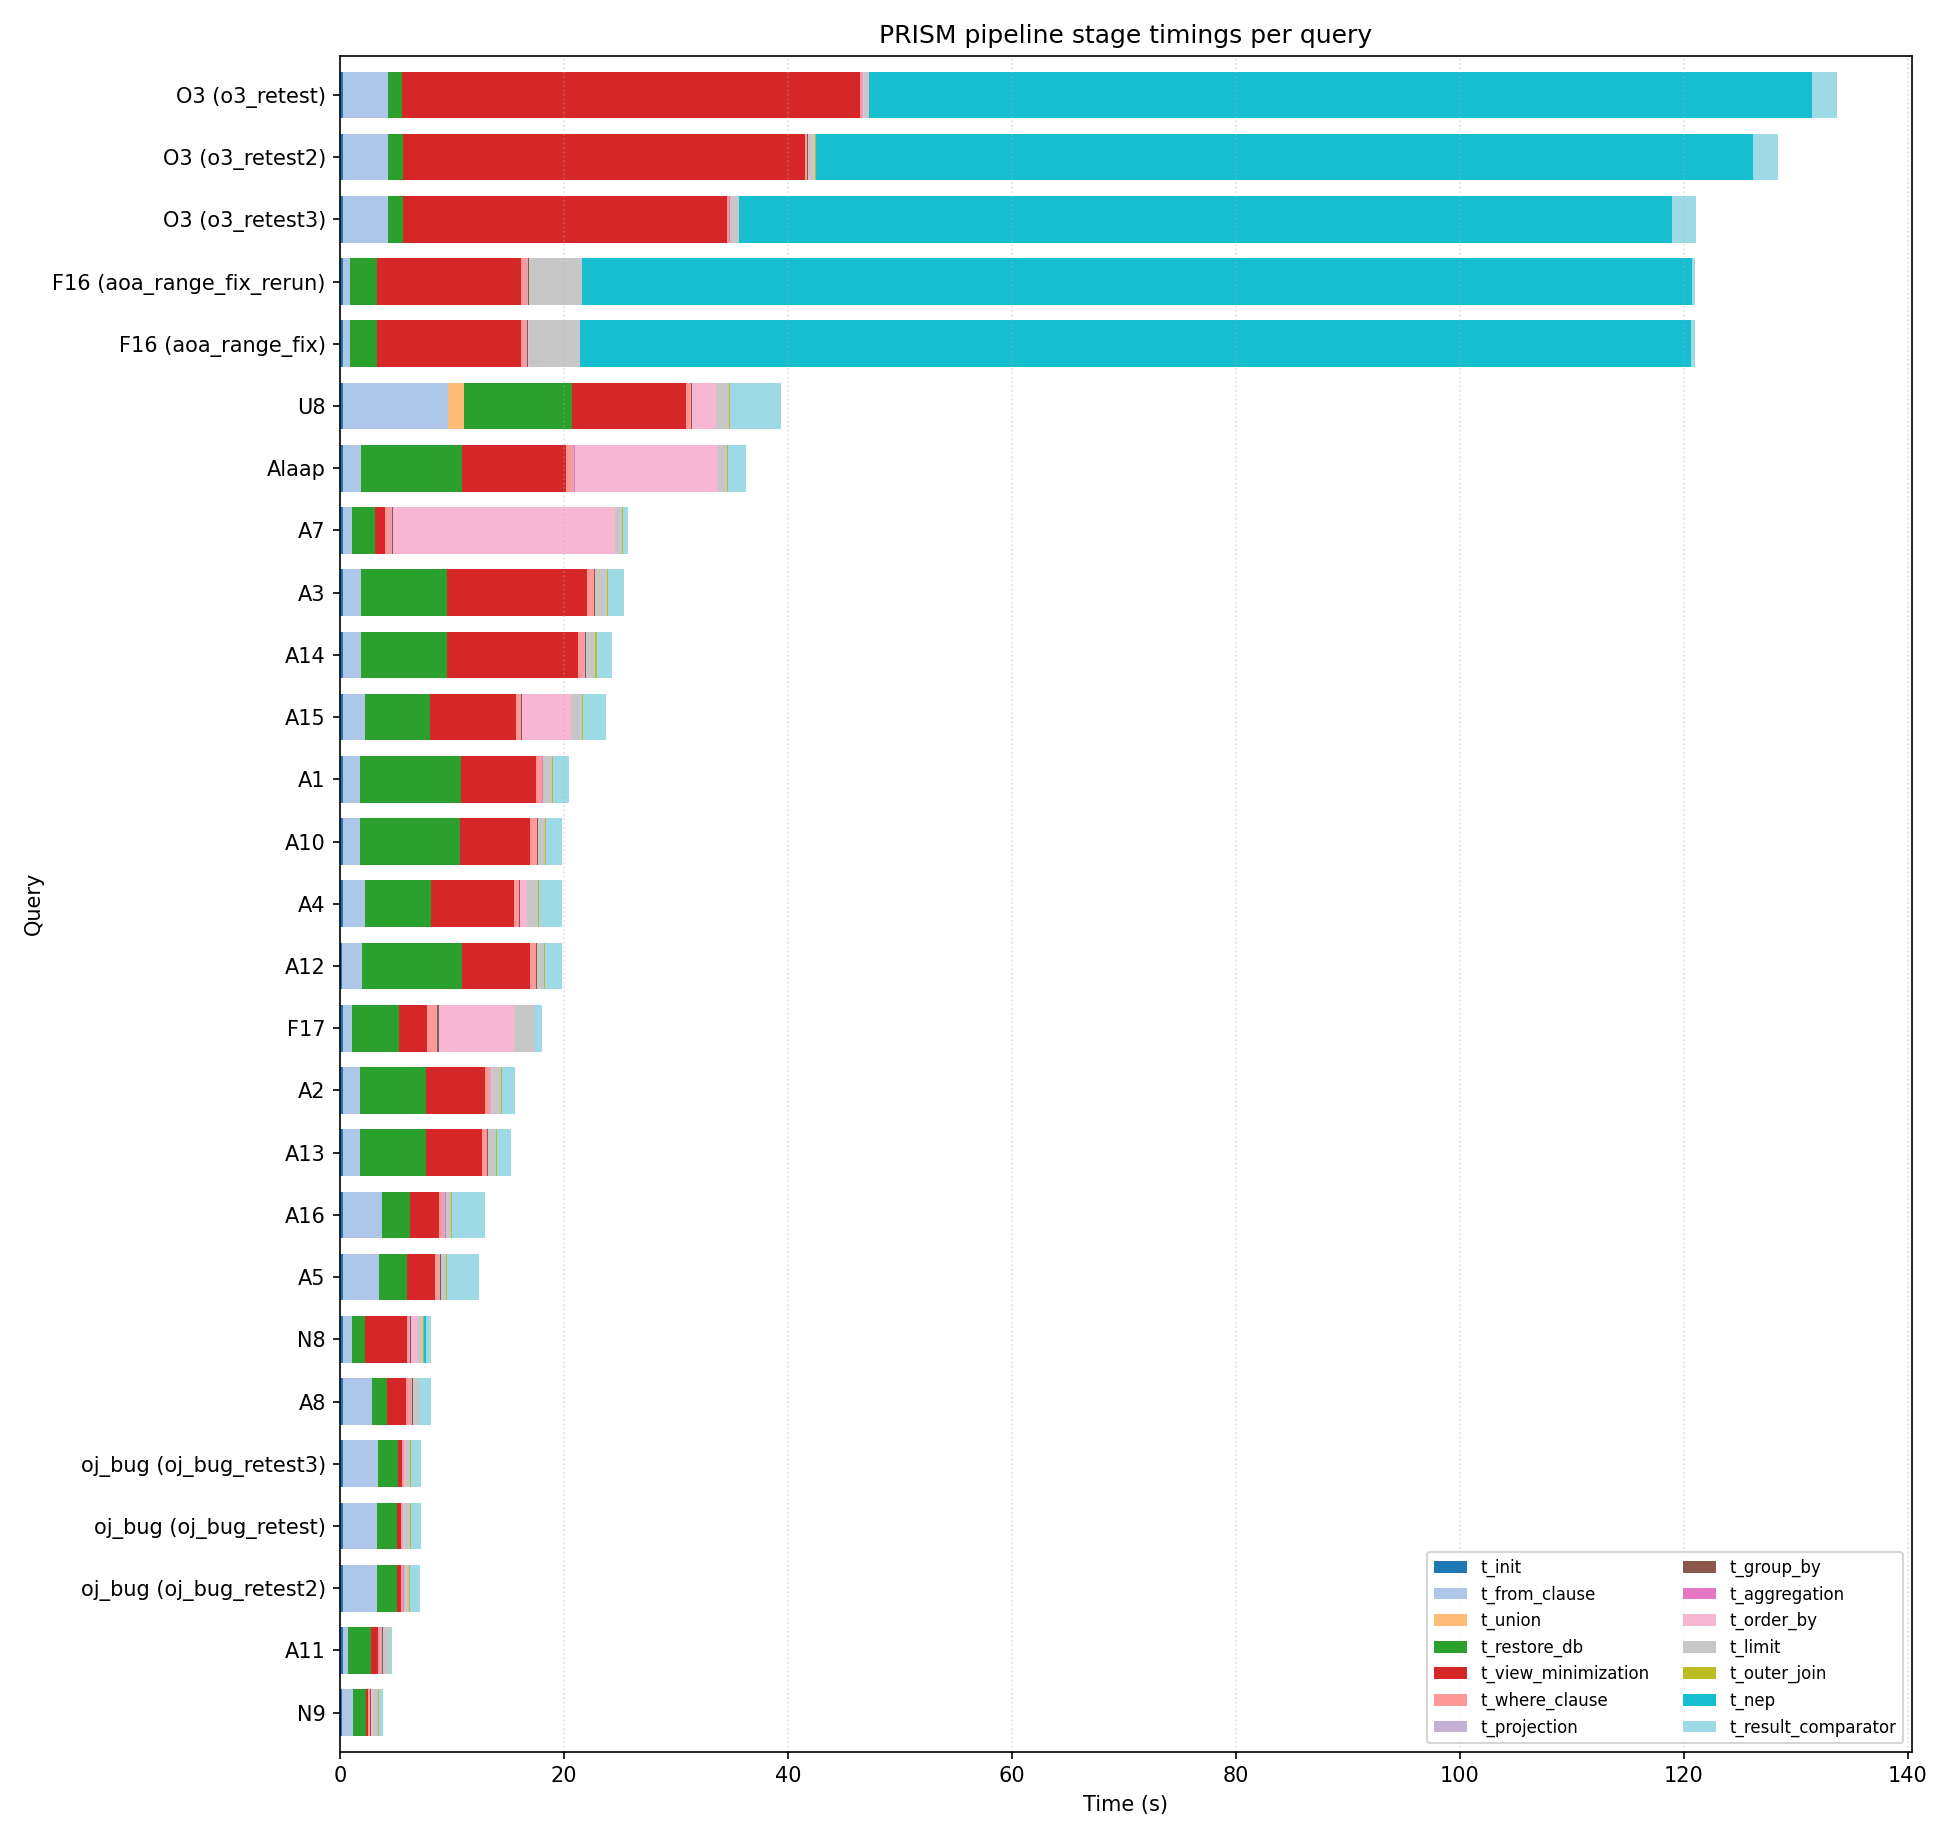 PRISM pipeline stage timings per query
O3 (o3_retest)
O3 (o3_retest2)
O3 (o3_retest3)
F16 (aoa_range_fix_rerun)
F16 (aoa_range_fix)
U8
Alaap
A7
A3
A14
A15
A1
A10
A4
A12
F17
A2
A13
A16
A5
N8
A8
oj_bug (oj_bug_retest3)
oj_bug (oj_bug_retest)
oj_bug (oj_bug_retest2)
A11
N9
Query
t_init
t_from_clause
t_union
t_restore_db
t_view_minimization
t_where_clause
t_projection
t_group_by
t_aggregation
t_order_by
t_limit
t_outer_join
t_nep
t_result_comparator
0 20 40 60 80 100 120 140
Time (s)